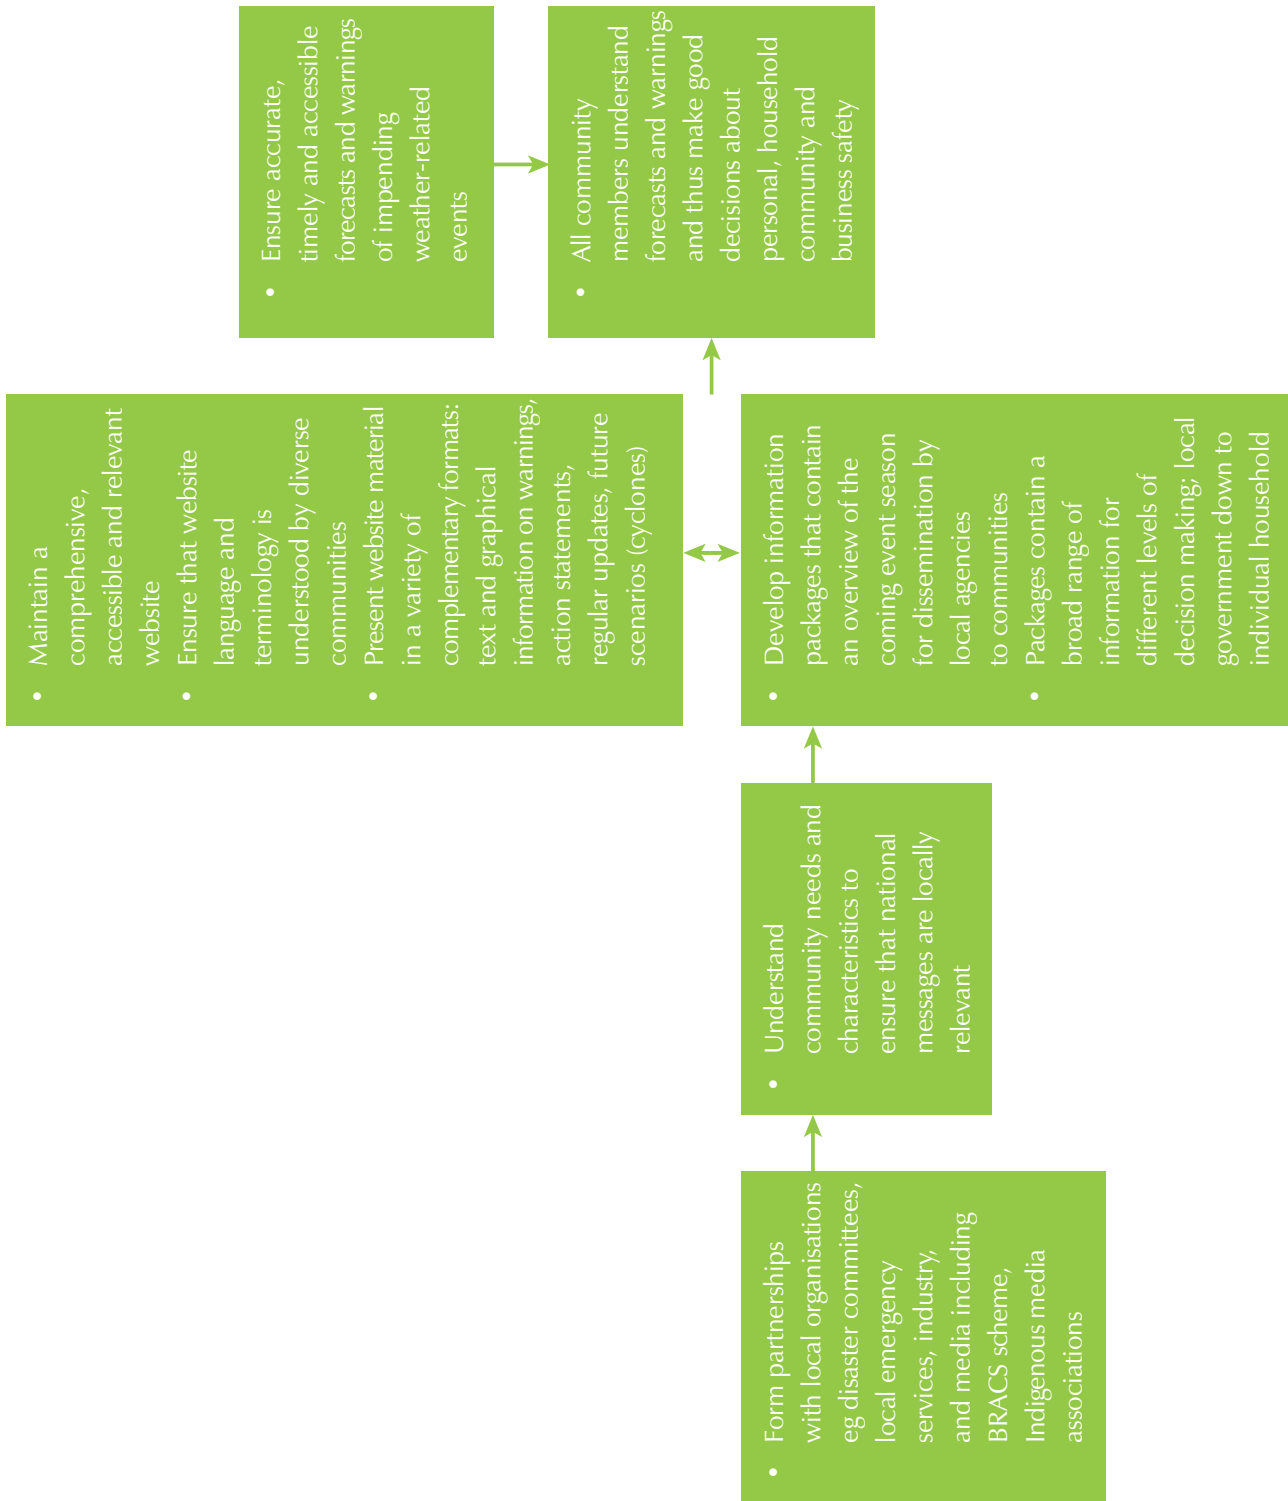 • Form partnerships
with local organisations
eg disaster committees,
local emergency
services, industry,
and media including
BRACS scheme,
Indigenous media
associations
• Understand
community needs and
characteristics to
ensure that national
messages are locally
relevant
• Maintain a
comprehensive,
accessible and relevant
website
• Ensure that website
language and
terminology is
understood by diverse
communities
• Present website material
in a variety of
complementary formats:
text and graphical
information on warnings,
action statements,
regular updates, future
scenarios (cyclones)
• Develop information
packages that contain
an overview of the
coming event season
for dissemination by
local agencies
to communities
• Packages contain a
broad range of
information for
different levels of
decision making; local
government down to
individual household
• Ensure accurate,
timely and accessible
forecasts and warnings
of impending
weather-related
events
• All community
members understand
forecasts and warnings
and thus make good
decisions about
personal, household
community and
business safety